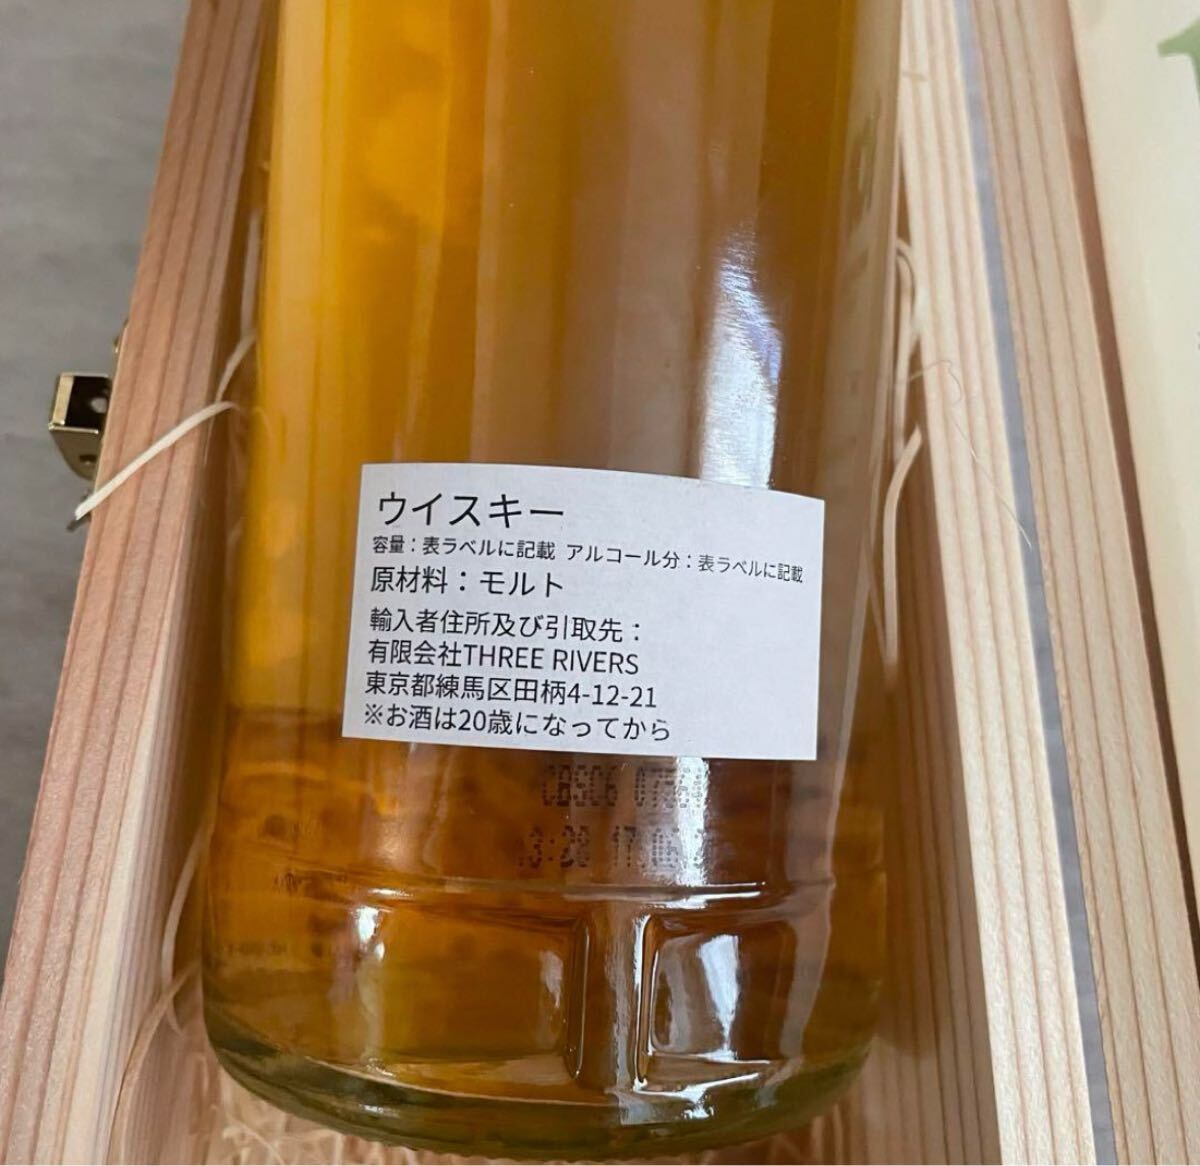 ウイスキー
容量：表ラベルに記載 アルコール分：表ラベルに記載
原材料：モルト
輸入者住所及び引取先：
有限会社THREE RIVERS
東京都練馬区田柄4-12-21
※お酒は20歳になってから